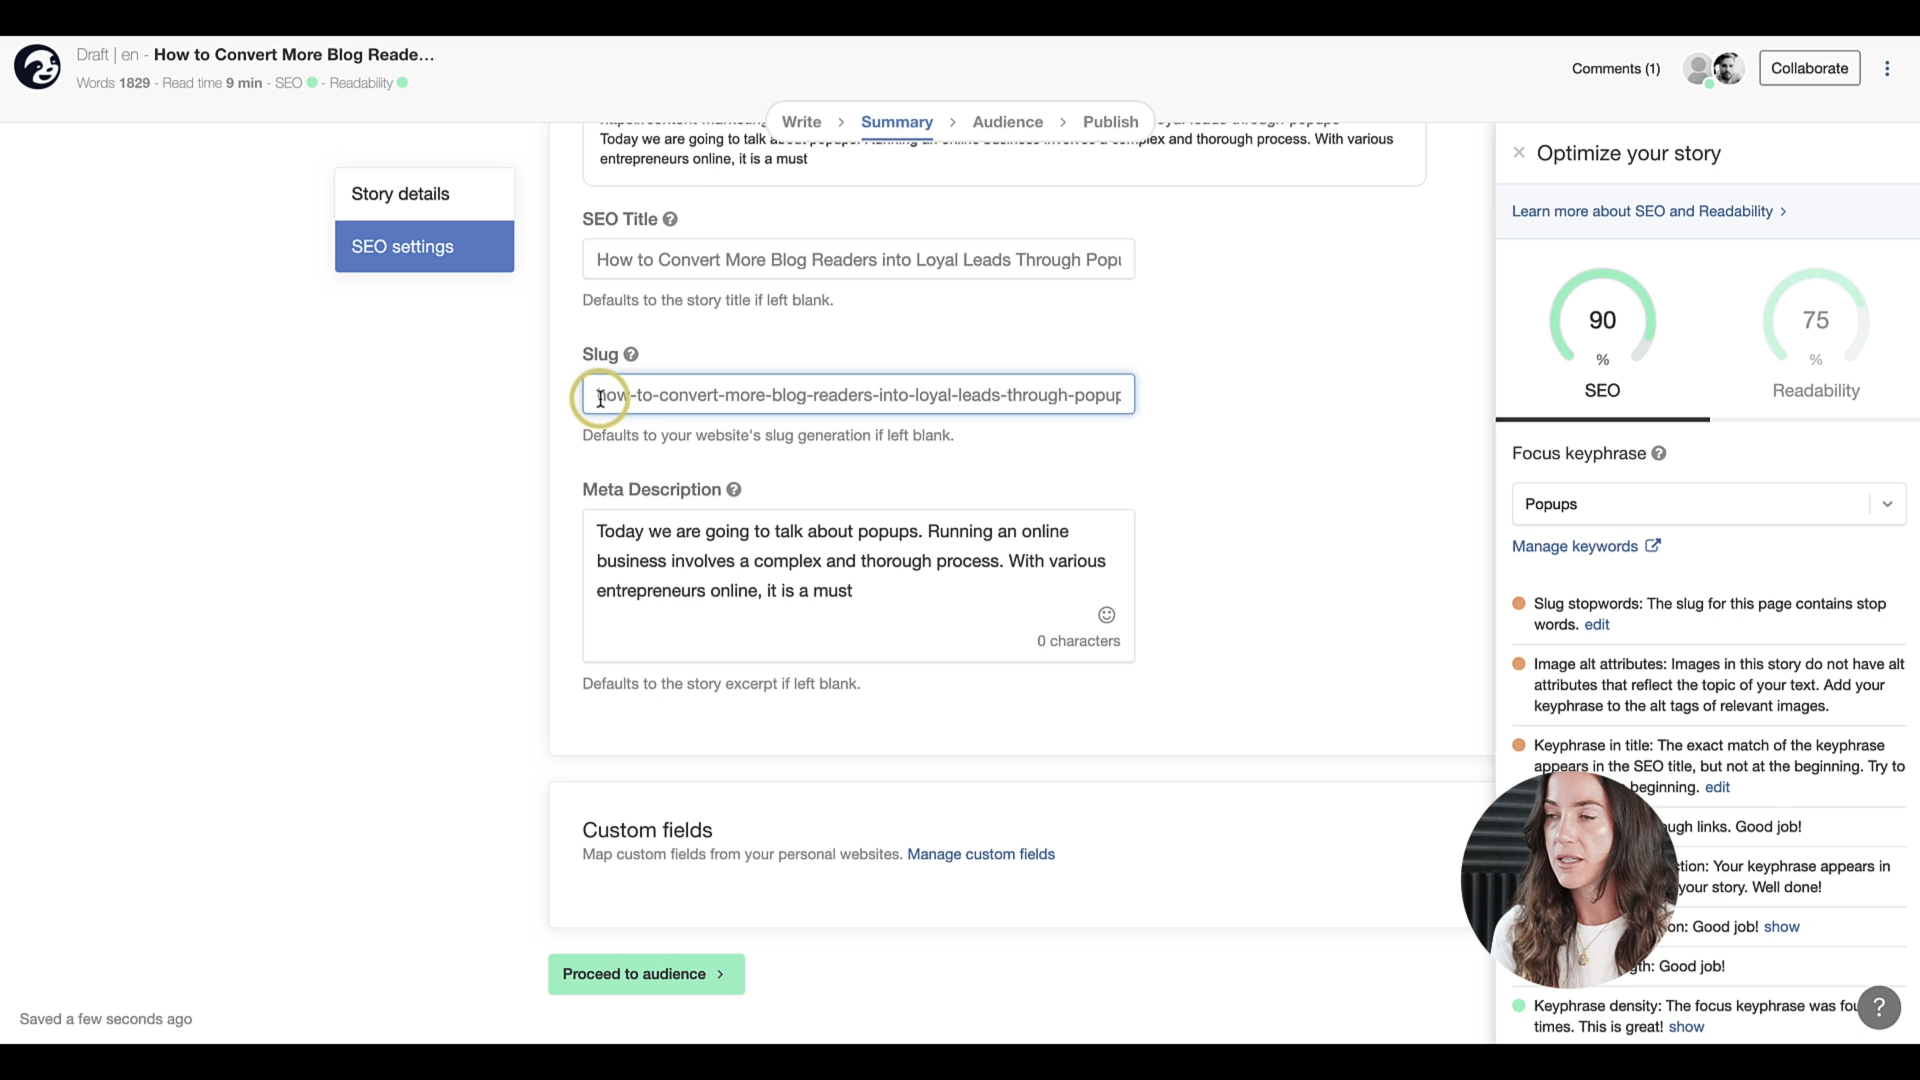 Draft | en - How to Convert More Blog Reade...
Words 1829 - Read time 9 min - SEO - Readability
Comments (1)
Collaborate
Write > Summary > Audience > Publish
Today we are going to talk about popups. Running an online business involves a complex and thorough process. With various
entrepreneurs online, it is a must
Story details
SEO settings
SEO Title
How to Convert More Blog Readers into Loyal Leads Through Popu
Defaults to the story title if left blank.
Slug
how-to-convert-more-blog-readers-into-loyal-leads-through-popup
Defaults to your website's slug generation if left blank.
Meta Description
Today we are going to talk about popups. Running an online
business involves a complex and thorough process. With various
entrepreneurs online, it is a must
0 characters
Defaults to the story excerpt if left blank.
Custom fields
Map custom fields from your personal websites. Manage custom fields
Proceed to audience >
Saved a few seconds ago
× Optimize your story
Learn more about SEO and Readability >
90
%
SEO
75
%
Readability
Focus keyphrase
Popups
Manage keywords
Slug stopwords: The slug for this page contains stop
words. edit
Image alt attributes: Images in this story do not have alt
attributes that reflect the topic of your text. Add your
keyphrase to the alt tags of relevant images.
Keyphrase in title: The exact match of the keyphrase
appears in the SEO title, but not at the beginning. Try to
beginning. edit
ugh links. Good job!
ction: Your keyphrase appears in
your story. Well done!
on: Good job! show
gth: Good job!
Keyphrase density: The focus keyphrase was fou
times. This is great! show
?